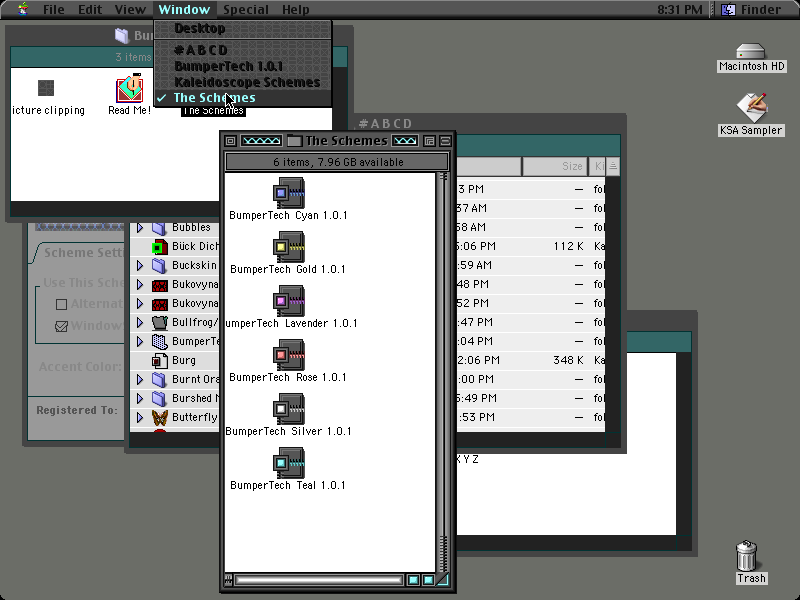 File Edit View Window Special Help 8:31 PM Finder
Desktop
#ABCD
BumperTech 1.0.1
Kaleidoscope Schemes
✓ The Schemes
3 items
icture clipping
Read Me!
The Schemes
Macintosh HD
KSA Sampler
Trash
#ABCD
Size
3 PM — fol
37 AM — fol
58 AM — fol
5:06 PM 112 K Ka
:59 AM — fol
48 PM — fol
52 PM — fol
:47 PM — fol
:04 PM — fol
2:06 PM 348 K Ka
:00 PM — fol
5:49 PM — fol
:53 PM — fol
Bubbles
Bück Dich
Buckskin
Bukovyna
Bukovyna
Bullfrog/
BumperTe
Burg
Burnt Ora
Burshed M
Butterfly
Scheme Setti
Use This Sche
Alternat
Window
Accent Color:
Registered To:
The Schemes
6 items, 7.96 GB available
BumperTech Cyan 1.0.1
BumperTech Gold 1.0.1
umperTech Lavender 1.0.1
BumperTech Rose 1.0.1
BumperTech Silver 1.0.1
BumperTech Teal 1.0.1
X Y Z